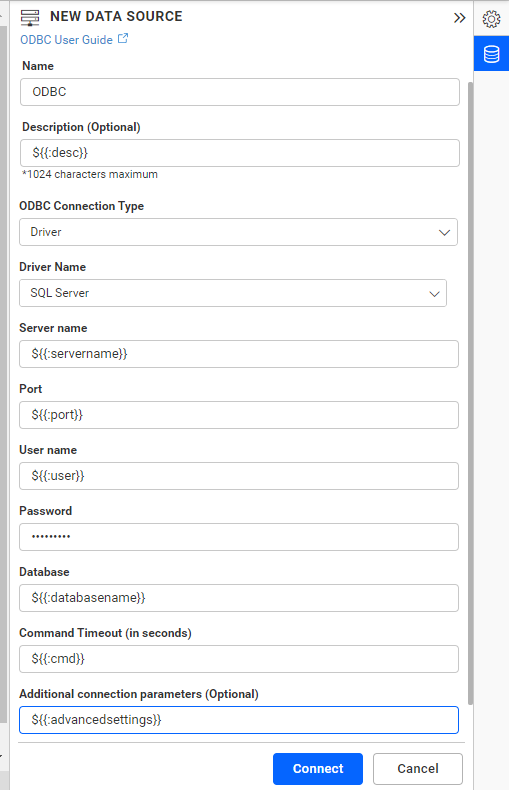 NEW DATA SOURCE
ODBC User Guide
Name
ODBC
Description (Optional)
${{:desc}}
*1024 characters maximum
ODBC Connection Type
Driver
Driver Name
SQL Server
Server name
${{:servername}}
Port
${{:port}}
User name
${{:user}}
Password
•••••••••
Database
${{:databasename}}
Command Timeout (in seconds)
${{:cmd}}
Additional connection parameters (Optional)
${{:advancedsettings}}
Connect Cancel